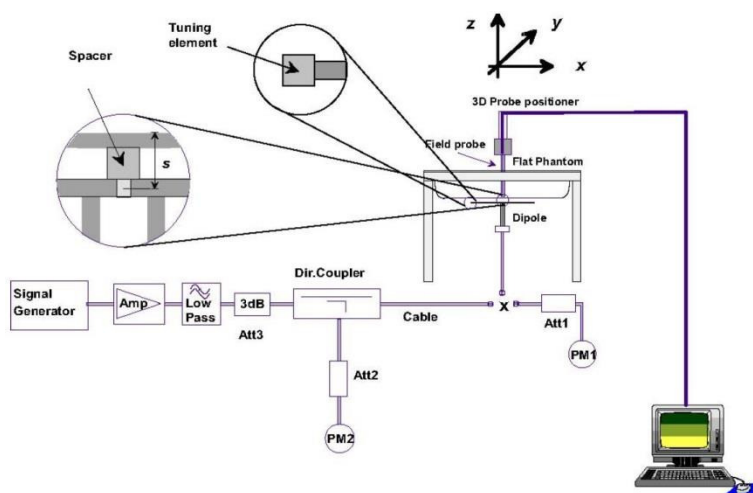 Tuning
element
Spacer
s
z
y
x
3D Probe positioner
Field probe
Flat Phantom
Dipole
Dir.Coupler
Signal
Generator
Amp
Low
Pass
3dB
Att3
Cable
x
Att1
PM1
Att2
PM2